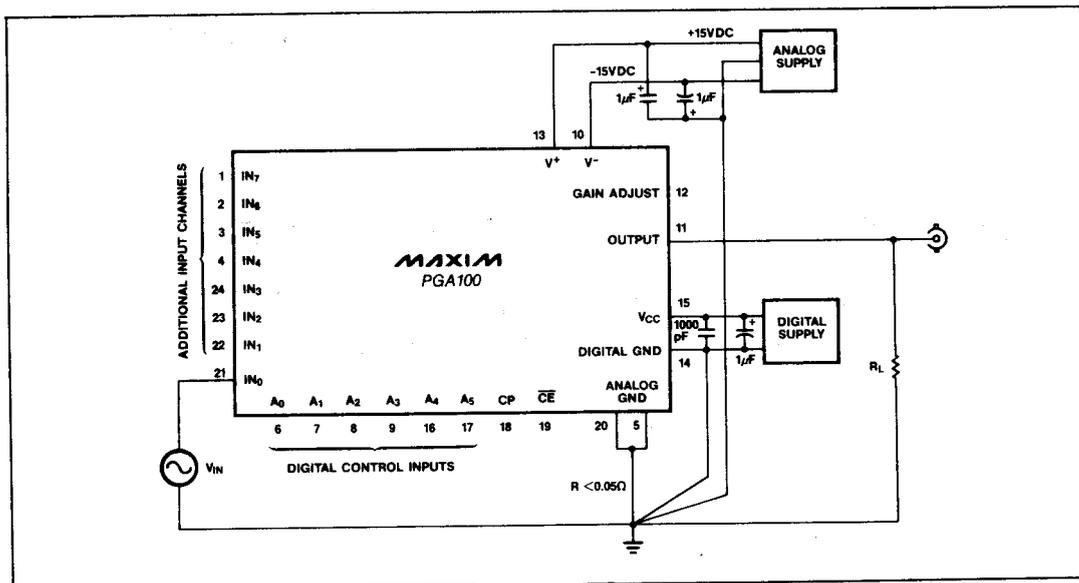 +15VDC
ANALOG
SUPPLY
-15VDC
+
1μF
1μF
+
13
10
V+
V-
ADDITIONAL INPUT CHANNELS
1 IN7
2 IN6
3 IN5
4 IN4
24 IN3
23 IN2
22 IN1
21 IN0
GAIN ADJUST 12
11
OUTPUT
MAXIM
PGA100
15
VCC
1000
pF
+
1μF
DIGITAL
SUPPLY
DIGITAL GND
14
RL
ANALOG
GND
A0 A1 A2 A3 A4 A5 CP CE
6 7 8 9 16 17 18 19 20 5
DIGITAL CONTROL INPUTS
VIN
R <0.05Ω